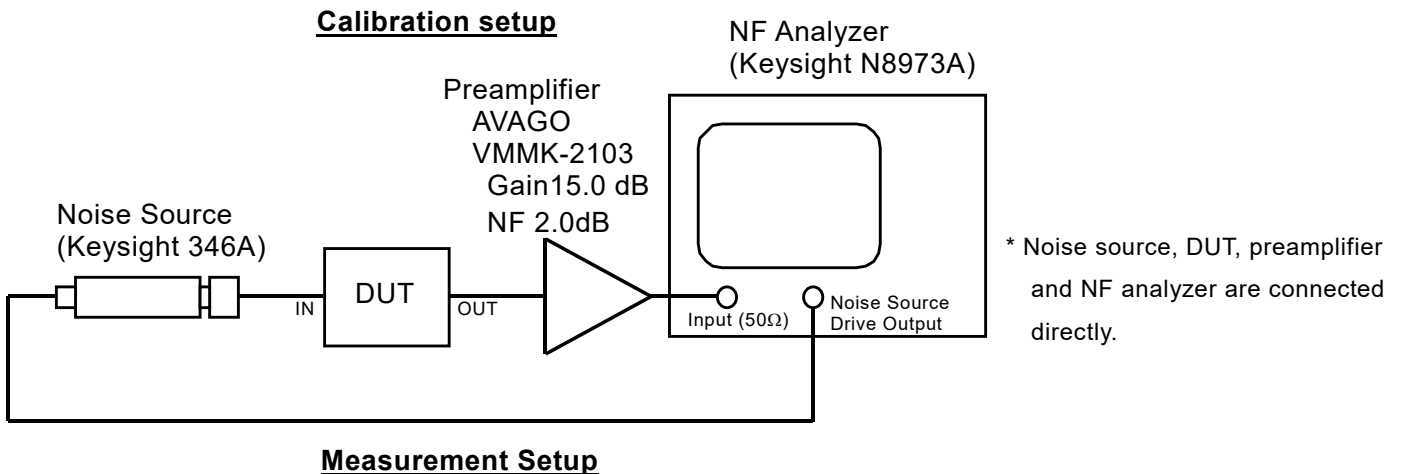 Calibration setup
NF Analyzer
(Keysight N8973A)
Preamplifier
AVAGO
VMMK-2103
Gain15.0 dB
NF 2.0dB
Noise Source
(Keysight 346A)
DUT
IN
OUT
Input (50Ω)
Noise Source
Drive Output
* Noise source, DUT, preamplifier
and NF analyzer are connected
directly.
Measurement Setup